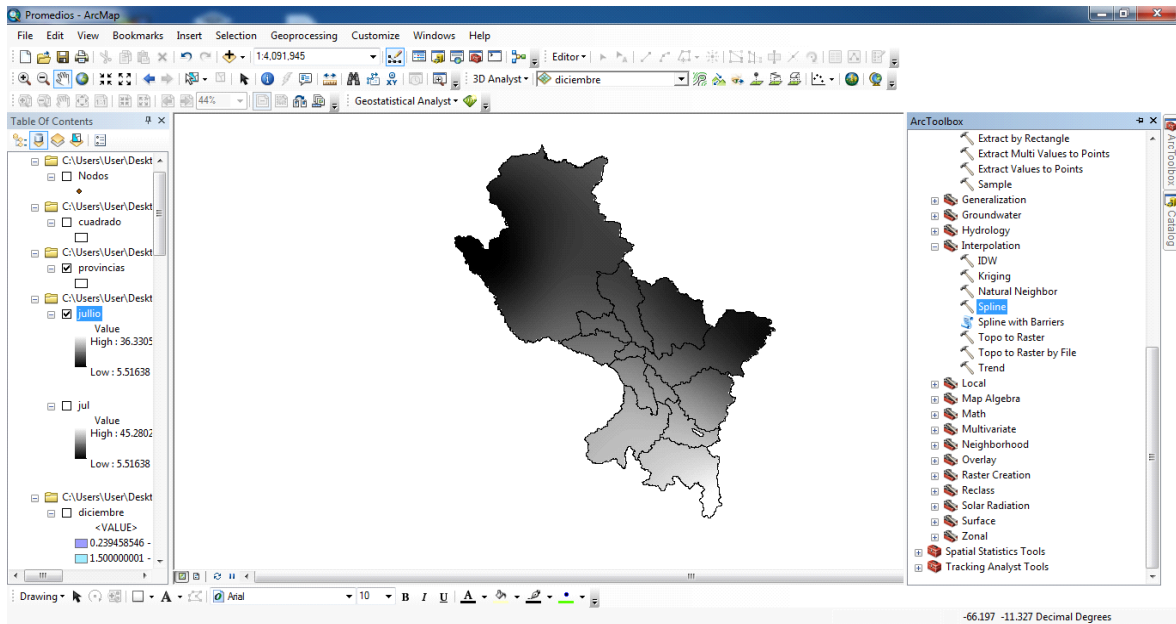 Promedios - ArcMap
File Edit View Bookmarks Insert Selection Geoprocessing Customize Windows Help
1:4,091,945 Editor
3D Analyst diciembre
44% Geostatistical Analyst
Table Of Contents
C:\Users\User\Deskt
Nodos
C:\Users\User\Deskt
cuadrado
C:\Users\User\Deskt
provincias
C:\Users\User\Deskt
jullio
Value
High : 36.3305
Low : 5.51638
jul
Value
High : 45.2802
Low : 5.51638
C:\Users\User\Deskt
diciembre
<VALUE>
0.239458546 -
1.500000001 -
ArcToolbox
Extract by Rectangle
Extract Multi Values to Points
Extract Values to Points
Sample
Generalization
Groundwater
Hydrology
Interpolation
IDW
Kriging
Natural Neighbor
Spline
Spline with Barriers
Topo to Raster
Topo to Raster by File
Trend
Local
Map Algebra
Math
Multivariate
Neighborhood
Overlay
Raster Creation
Reclass
Solar Radiation
Surface
Zonal
Spatial Statistics Tools
Tracking Analyst Tools
ArcToolbox
Catalog
Drawing A Arial 10 B I U A
-66.197 -11.327 Decimal Degrees